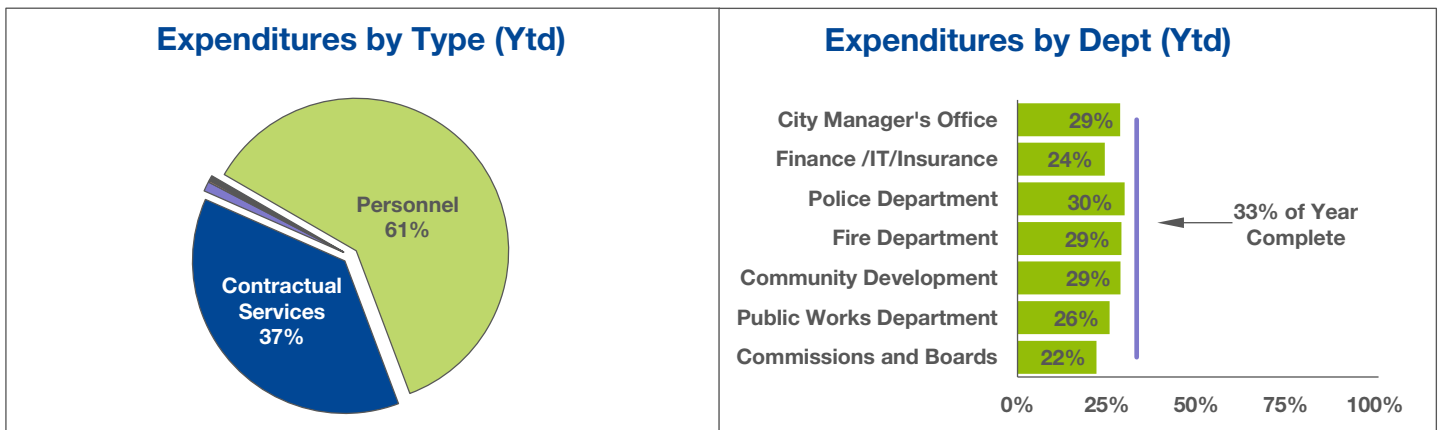 Expenditures by Type (Ytd)
Personnel
61%
Contractual
Services
37%
Expenditures by Dept (Ytd)
City Manager's Office
29%
Finance /IT/Insurance
24%
Police Department
30%
Fire Department
29%
Community Development
29%
Public Works Department
26%
Commissions and Boards
22%
33% of Year
Complete
0%
25%
50%
75%
100%